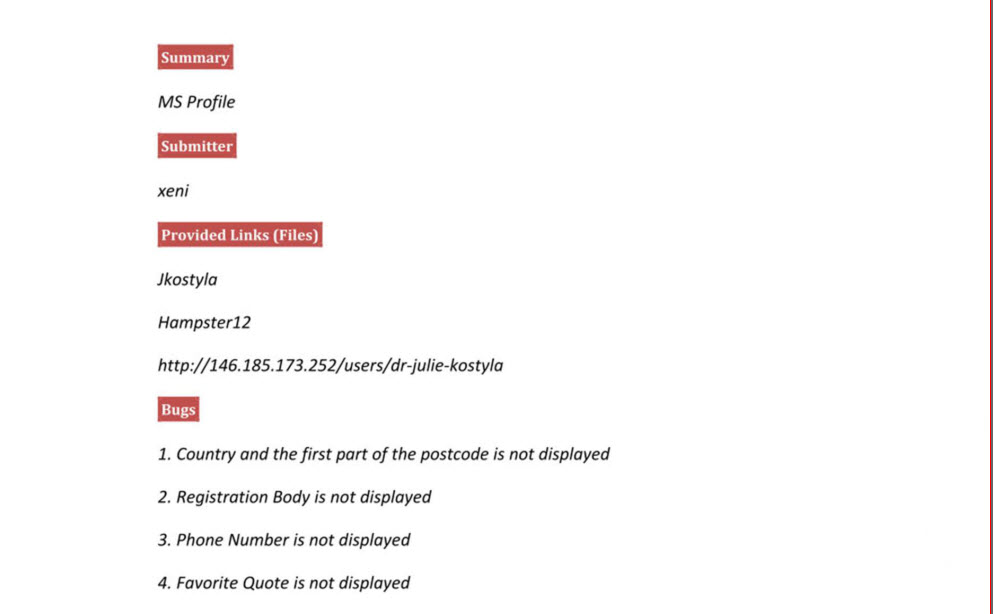 Summary
MS Profile
Submitter
xeni
Provided Links (Files)
Jkostyla
Hampster12
http://146.185.173.252/users/dr-julie-kostyla
Bugs
1. Country and the first part of the postcode is not displayed
2. Registration Body is not displayed
3. Phone Number is not displayed
4. Favorite Quote is not displayed